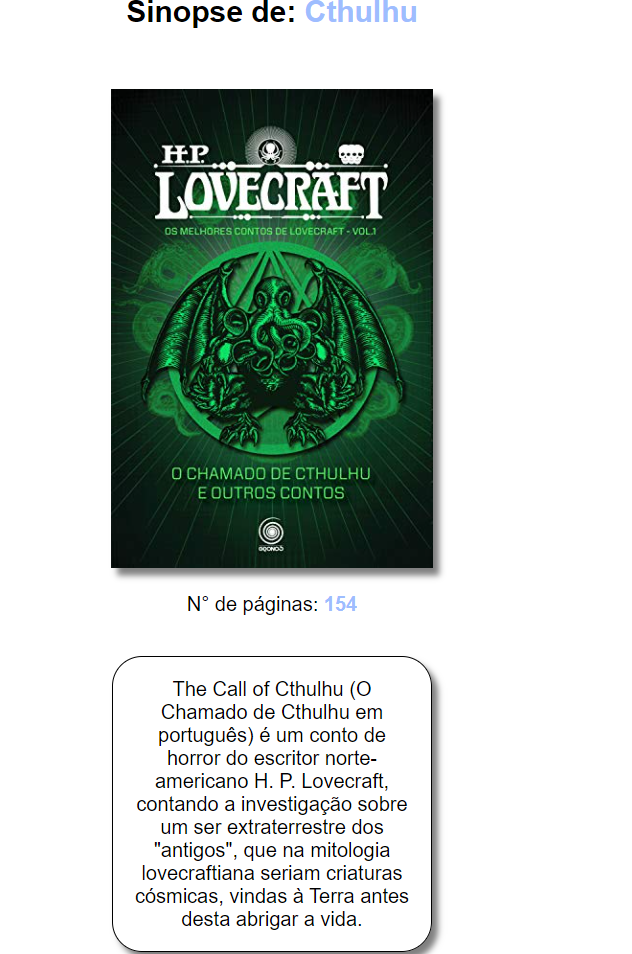 Sinopse de: Cthulhu
H.P.
LOVECRAFT
OS MELHORES CONTOS DE LOVECRAFT - VOL.1
O CHAMADO DE CTHULHU
E OUTROS CONTOS
N° de páginas: 154
The Call of Cthulhu (O
Chamado de Cthulhu em
português) é um conto de
horror do escritor norte-
americano H. P. Lovecraft,
contando a investigação sobre
um ser extraterrestre dos
"antigos", que na mitologia
lovecraftiana seriam criaturas
cósmicas, vindas à Terra antes
desta abrigar a vida.